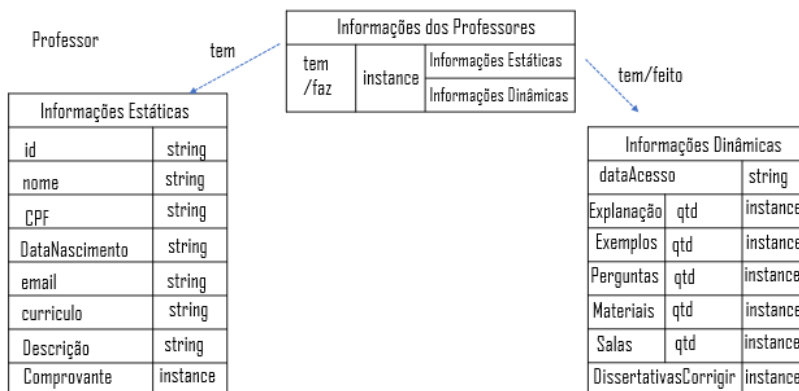 Professor
tem
Informações dos Professores
tem
/faz
instance
Informações Estáticas
Informações Dinâmicas
tem/feito
Informações Estáticas
id string
nome string
CPF string
DataNascimento string
email string
curriculo string
Descrição string
Comprovante instance
Informações Dinâmicas
dataAcesso string
Explanação qtd instance
Exemplos qtd instance
Perguntas qtd instance
Materiais qtd instance
Salas qtd instance
DissertativasCorrigir instance